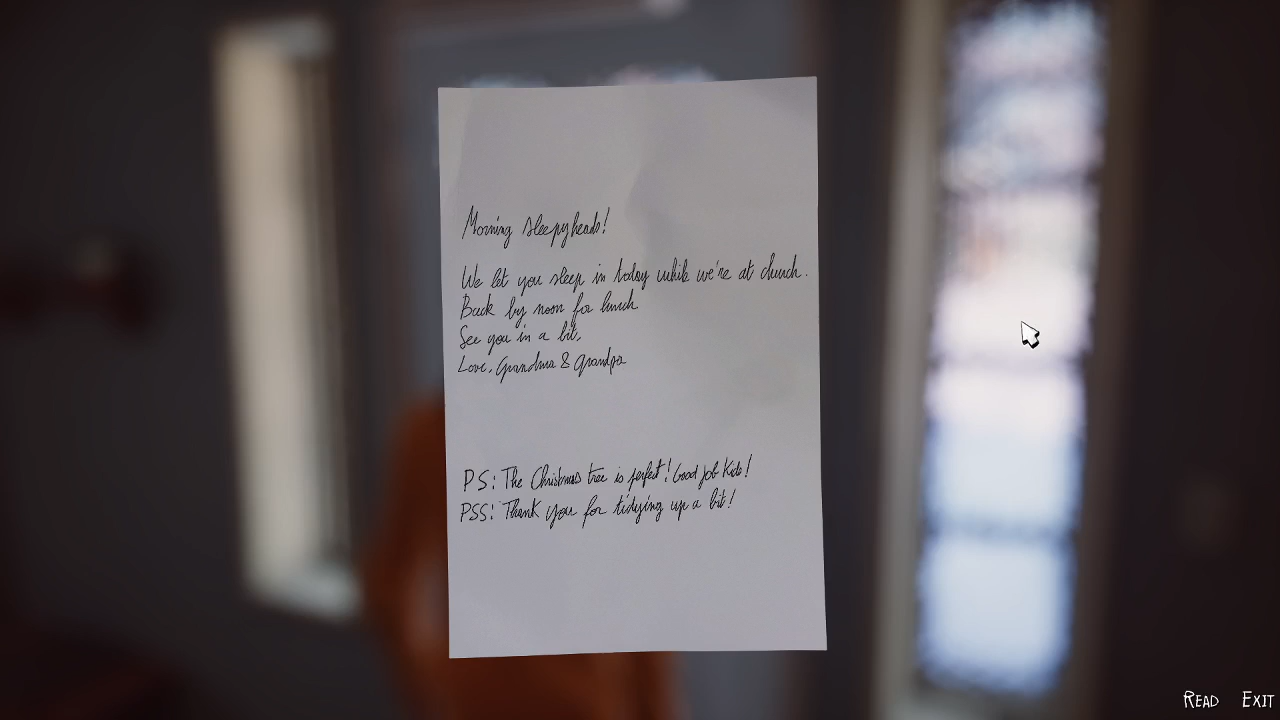 Morning Sleepyheads!
We let you sleep in today while we're at church.
Back by noon for lunch
See you in a bit,
Love, Grandma & Grandpa
PS: The Christmas tree is perfect! Good job Kids!
PSS: Thank you for tidying up a bit!
READ EXIT